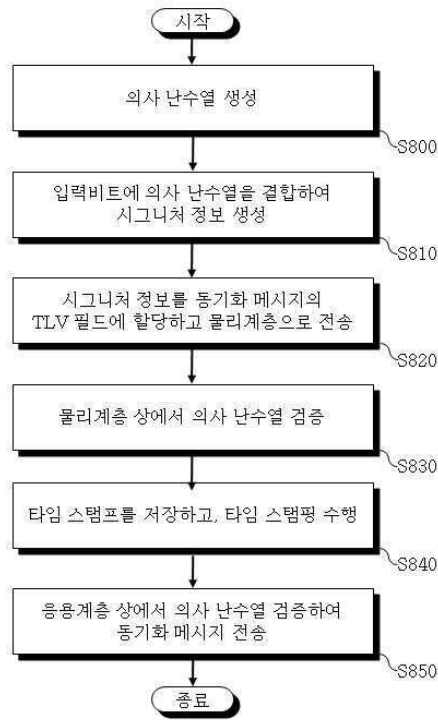 시작
의사 난수열 생성
S800
입력비트에 의사 난수열을 결합하여
시그니처 정보 생성
S810
시그니처 정보를 동기화 메시지의
TLV 필드에 할당하고 물리계층으로 전송
S820
물리계층 상에서 의사 난수열 검증
S830
타임 스탬프를 저장하고, 타임 스탬핑 수행
S840
응용계층 상에서 의사 난수열 검증하여
동기화 메시지 전송
S850
종료